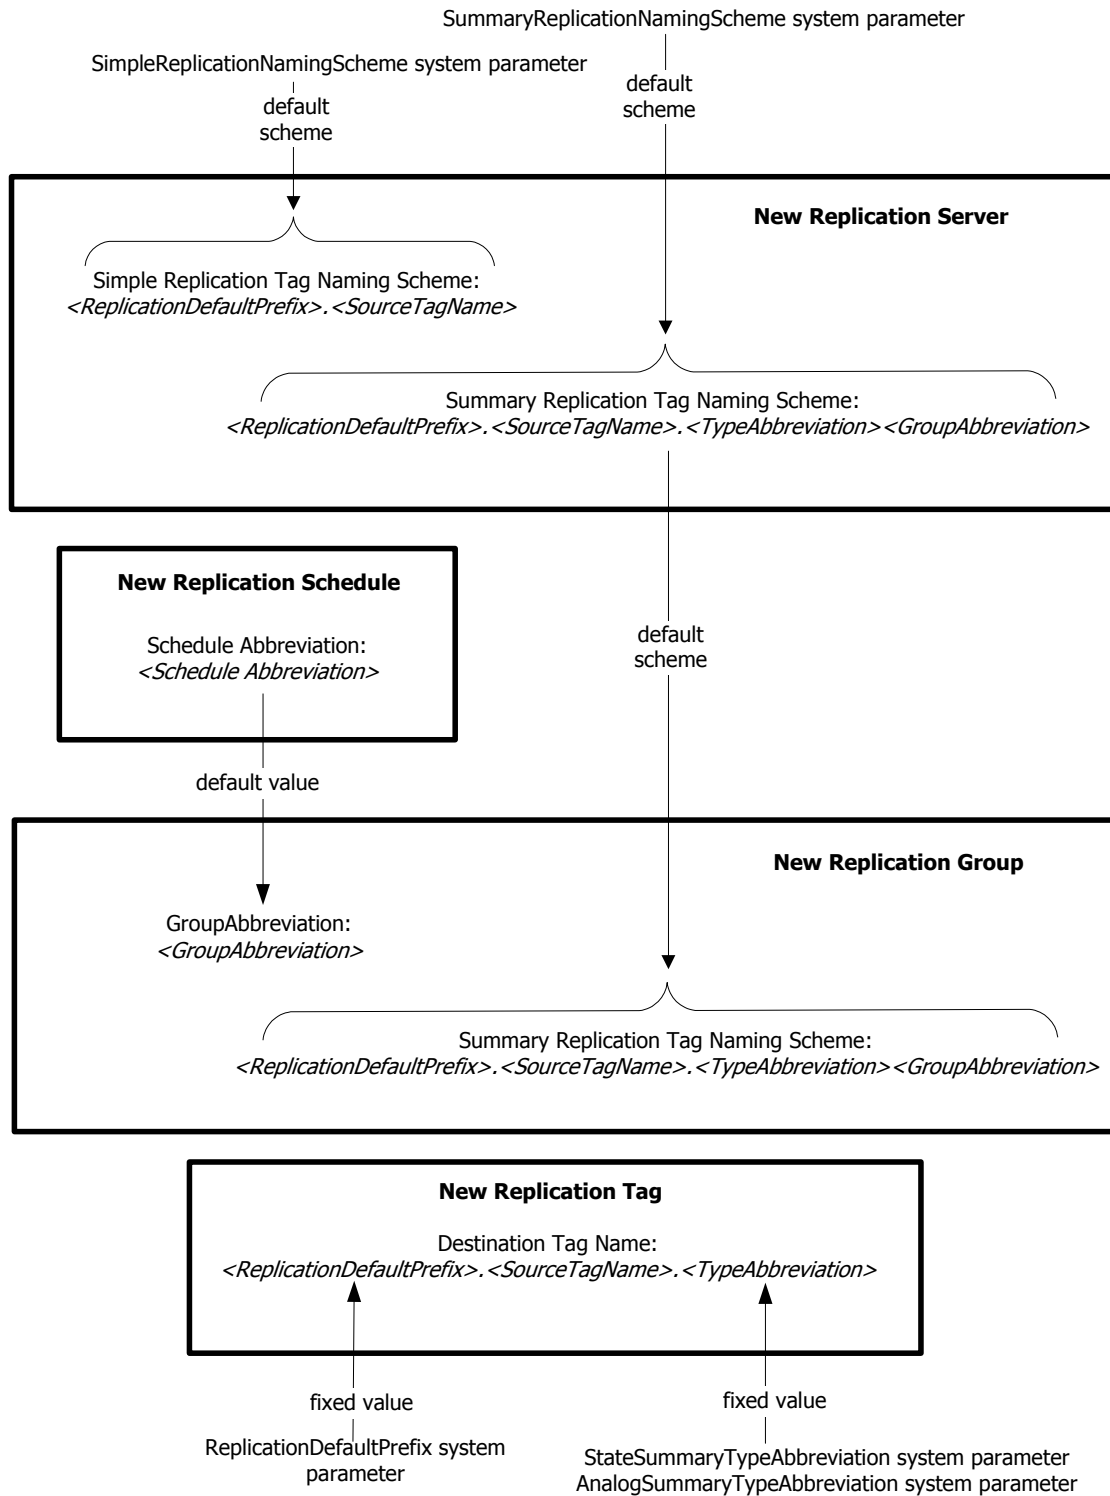 SummaryReplicationNamingScheme system parameter
SimpleReplicationNamingScheme system parameter
default
scheme
default
scheme
New Replication Server
Simple Replication Tag Naming Scheme:
<ReplicationDefaultPrefix>.<SourceTagName>
Summary Replication Tag Naming Scheme:
<ReplicationDefaultPrefix>.<SourceTagName>.<TypeAbbreviation><GroupAbbreviation>
New Replication Schedule
Schedule Abbreviation:
<Schedule Abbreviation>
default
scheme
default value
New Replication Group
GroupAbbreviation:
<GroupAbbreviation>
Summary Replication Tag Naming Scheme:
<ReplicationDefaultPrefix>.<SourceTagName>.<TypeAbbreviation><GroupAbbreviation>
New Replication Tag
Destination Tag Name:
<ReplicationDefaultPrefix>.<SourceTagName>.<TypeAbbreviation>
fixed value
fixed value
ReplicationDefaultPrefix system
parameter
StateSummaryTypeAbbreviation system parameter
AnalogSummaryTypeAbbreviation system parameter